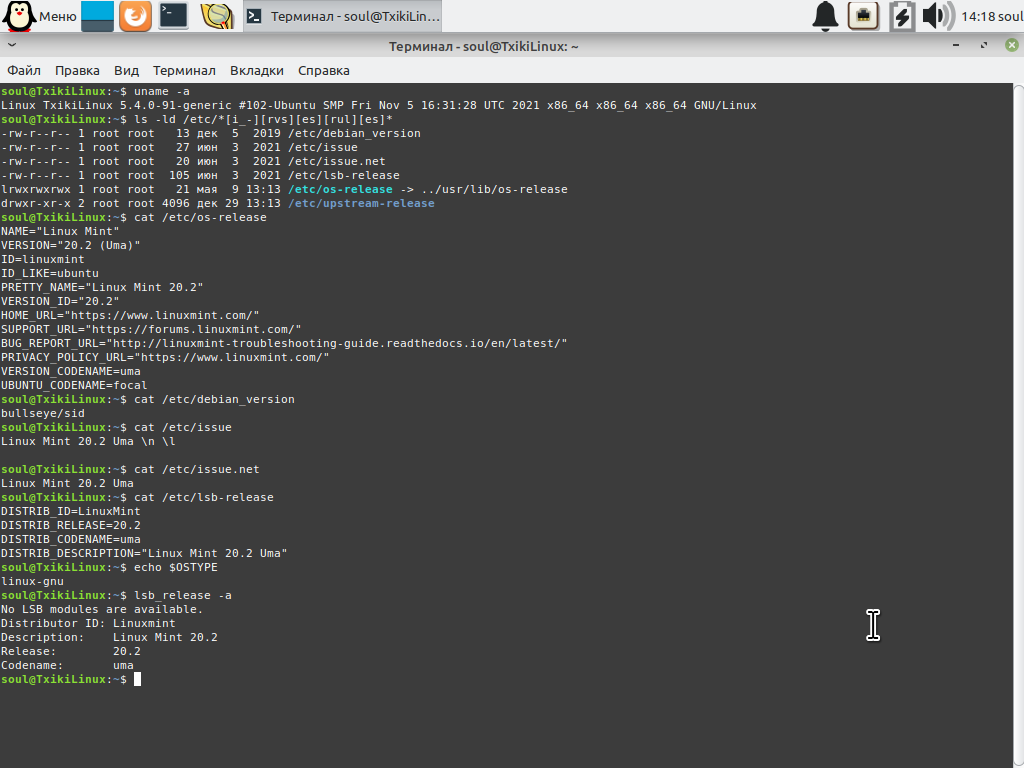 Меню
Терминал - soul@TxikiLin...
14:18 soul
Терминал - soul@TxikiLinux: ~
Файл Правка Вид Терминал Вкладки Справка
soul@TxikiLinux:~$ uname -a
Linux TxikiLinux 5.4.0-91-generic #102-Ubuntu SMP Fri Nov 5 16:31:28 UTC 2021 x86_64 x86_64 x86_64 GNU/Linux
soul@TxikiLinux:~$ ls -ld /etc/*[i_-][rvs][es][rul][es]*
-rw-r--r-- 1 root root   13 дек  5  2019 /etc/debian_version
-rw-r--r-- 1 root root   27 июн  3  2021 /etc/issue
-rw-r--r-- 1 root root   20 июн  3  2021 /etc/issue.net
-rw-r--r-- 1 root root  105 июн  3  2021 /etc/lsb-release
lrwxrwxrwx 1 root root   21 мая  9 13:13 /etc/os-release -> ../usr/lib/os-release
drwxr-xr-x 2 root root 4096 дек 29 13:13 /etc/upstream-release
soul@TxikiLinux:~$ cat /etc/os-release
NAME="Linux Mint"
VERSION="20.2 (Uma)"
ID=linuxmint
ID_LIKE=ubuntu
PRETTY_NAME="Linux Mint 20.2"
VERSION_ID="20.2"
HOME_URL="https://www.linuxmint.com/"
SUPPORT_URL="https://forums.linuxmint.com/"
BUG_REPORT_URL="http://linuxmint-troubleshooting-guide.readthedocs.io/en/latest/"
PRIVACY_POLICY_URL="https://www.linuxmint.com/"
VERSION_CODENAME=uma
UBUNTU_CODENAME=focal
soul@TxikiLinux:~$ cat /etc/debian_version
bullseye/sid
soul@TxikiLinux:~$ cat /etc/issue
Linux Mint 20.2 Uma \n \l
soul@TxikiLinux:~$ cat /etc/issue.net
Linux Mint 20.2 Uma
soul@TxikiLinux:~$ cat /etc/lsb-release
DISTRIB_ID=LinuxMint
DISTRIB_RELEASE=20.2
DISTRIB_CODENAME=uma
DISTRIB_DESCRIPTION="Linux Mint 20.2 Uma"
soul@TxikiLinux:~$ echo $OSTYPE
linux-gnu
soul@TxikiLinux:~$ lsb_release -a
No LSB modules are available.
Distributor ID: Linuxmint
Description:    Linux Mint 20.2
Release:        20.2
Codename:       uma
soul@TxikiLinux:~$